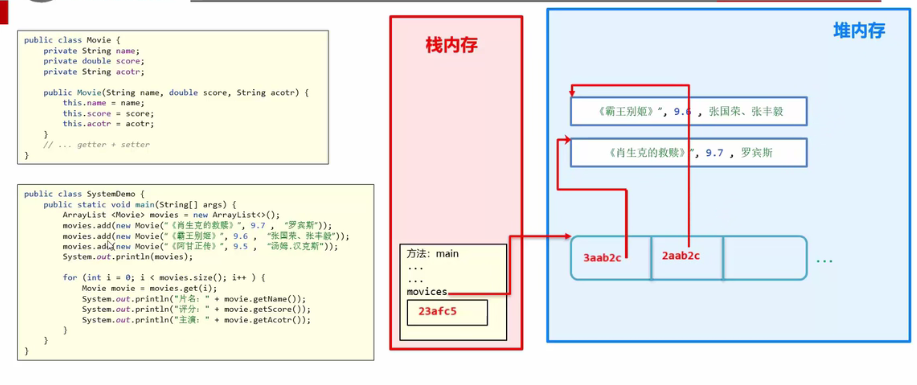 public class Movie {
private String name;
private double score;
private String acotr;
public Movie(String name, double score, String acotr) {
this.name = name;
this.score = score;
this.acotr = acotr;
}
// ... getter + setter
}
public class SystemDemo {
public static void main(String[] args) {
ArrayList <Movie> movies = new ArrayList<>();
movies.add(new Movie("《肖生克的救赎》", 9.7 , "罗宾斯"));
movies.add(new Movie("《霸王别姬》", 9.6 , "张国荣、张丰毅"));
movies.add(new Movie("《阿甘正传》", 9.5 , "汤姆.汉克斯"));
System.out.println(movies);
for (int i = 0; i < movies.size(); i++ ) {
Movie movie = movies.get(i);
System.out.println("片名：" + movie.getName());
System.out.println("评分：" + movie.getScore());
System.out.println("主演：" + movie.getAcotr());
}
}
}
栈内存
方法：main
...
...
movices
23afc5
堆内存
《霸王别姬》", 9.6 , 张国荣、张丰毅
《肖生克的救赎》", 9.7 , 罗宾斯
3aab2c
2aab2c
...